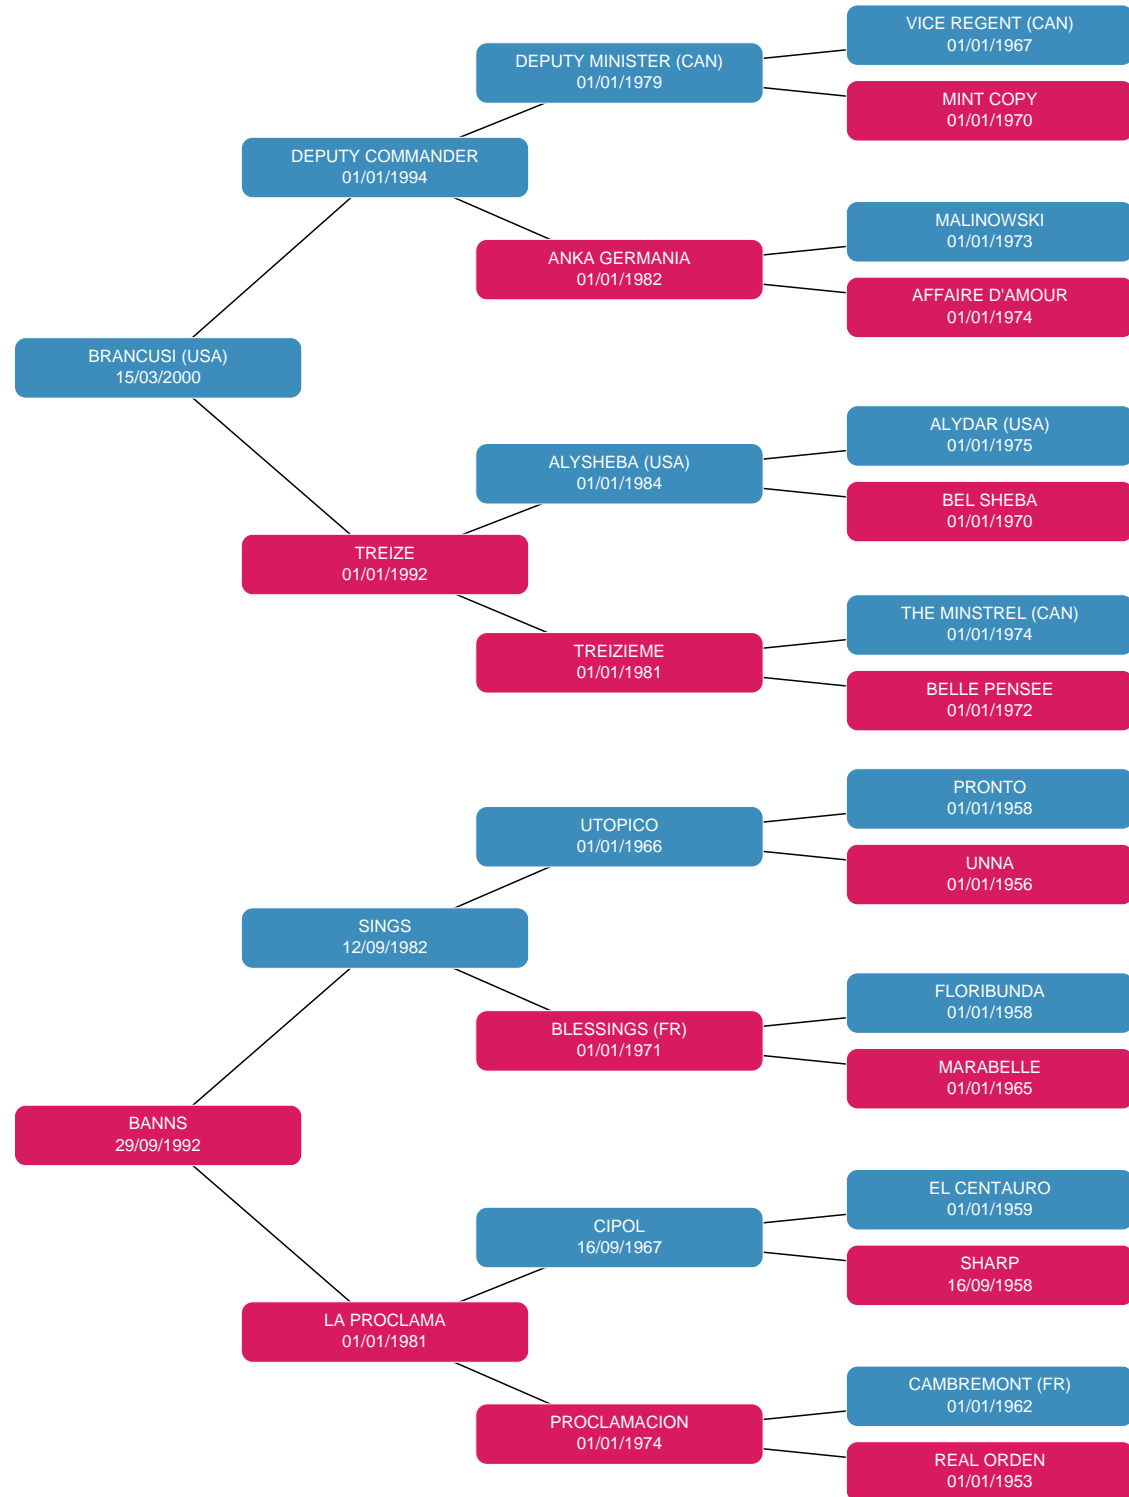 VICE REGENT (CAN)
01/01/1967
DEPUTY MINISTER (CAN)
01/01/1979
MINT COPY
01/01/1970
DEPUTY COMMANDER
01/01/1994
MALINOWSKI
01/01/1973
ANKA GERMANIA
01/01/1982
AFFAIRE D'AMOUR
01/01/1974
BRANCUSI (USA)
15/03/2000
ALYDAR (USA)
01/01/1975
ALYSHEBA (USA)
01/01/1984
BEL SHEBA
01/01/1970
TREIZE
01/01/1992
THE MINSTREL (CAN)
01/01/1974
TREIZIEME
01/01/1981
BELLE PENSEE
01/01/1972
PRONTO
01/01/1958
UTOPICO
01/01/1966
UNNA
01/01/1956
SINGS
12/09/1982
FLORIBUNDA
01/01/1958
BLESSINGS (FR)
01/01/1971
MARABELLE
01/01/1965
BANNS
29/09/1992
EL CENTAURO
01/01/1959
CIPOL
16/09/1967
SHARP
16/09/1958
LA PROCLAMA
01/01/1981
CAMBREMONT (FR)
01/01/1962
PROCLAMACION
01/01/1974
REAL ORDEN
01/01/1953